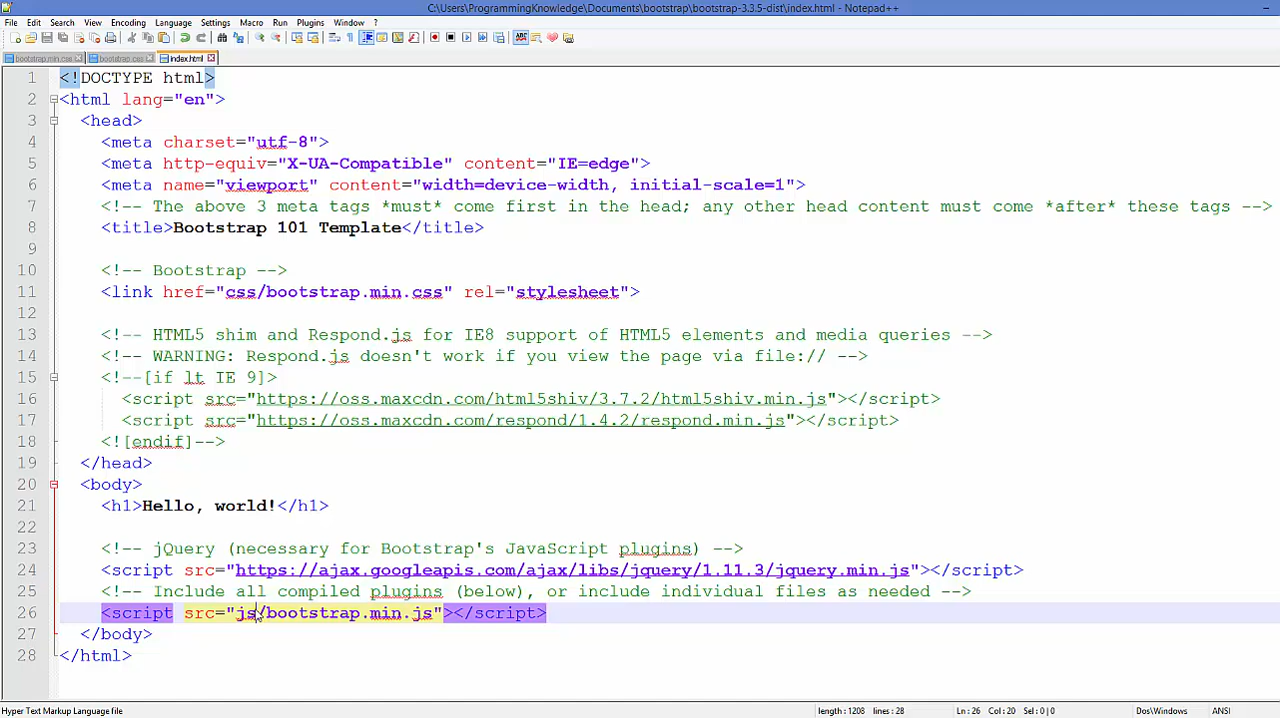 C:\Users\ProgrammingKnowledge\Documents\bootstrap\bootstrap-3.3.5-dist\index.html - Notepad++
File Edit Search View Encoding Language Settings Macro Run Plugins Window ?
bootstrap.min.css bootstrap.css index.html
1 <!DOCTYPE html>
2 <html lang="en">
3 <head>
4 <meta charset="utf-8">
5 <meta http-equiv="X-UA-Compatible" content="IE=edge">
6 <meta name="viewport" content="width=device-width, initial-scale=1">
7 <!-- The above 3 meta tags *must* come first in the head; any other head content must come *after* these tags -->
8 <title>Bootstrap 101 Template</title>
9
10 <!-- Bootstrap -->
11 <link href="css/bootstrap.min.css" rel="stylesheet">
12
13 <!-- HTML5 shim and Respond.js for IE8 support of HTML5 elements and media queries -->
14 <!-- WARNING: Respond.js doesn't work if you view the page via file:// -->
15 <!--[if lt IE 9]>
16 <script src="https://oss.maxcdn.com/html5shiv/3.7.2/html5shiv.min.js"></script>
17 <script src="https://oss.maxcdn.com/respond/1.4.2/respond.min.js"></script>
18 <![endif]-->
19 </head>
20 <body>
21 <h1>Hello, world!</h1>
22
23 <!-- jQuery (necessary for Bootstrap's JavaScript plugins) -->
24 <script src="https://ajax.googleapis.com/ajax/libs/jquery/1.11.3/jquery.min.js"></script>
25 <!-- Include all compiled plugins (below), or include individual files as needed -->
26 <script src="js/bootstrap.min.js"></script>
27 </body>
28 </html>
Hyper Text Markup Language file length : 1208 lines : 28 Ln : 26 Col : 20 Sel : 0 | 0 Dos\Windows ANSI